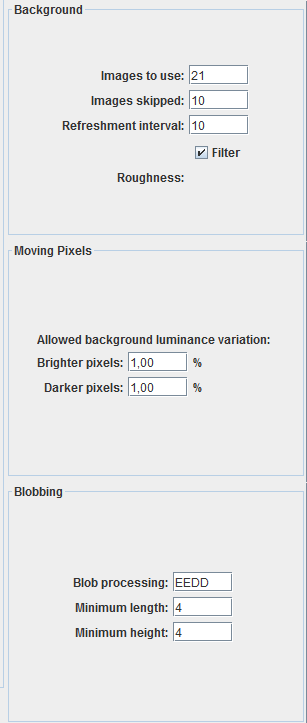 Background
Images to use: 21
Images skipped: 10
Refreshment interval: 10
Filter
Roughness:
Moving Pixels
Allowed background luminance variation:
Brighter pixels: 1,00 %
Darker pixels: 1,00 %
Blobbing
Blob processing: EEDD
Minimum length: 4
Minimum height: 4